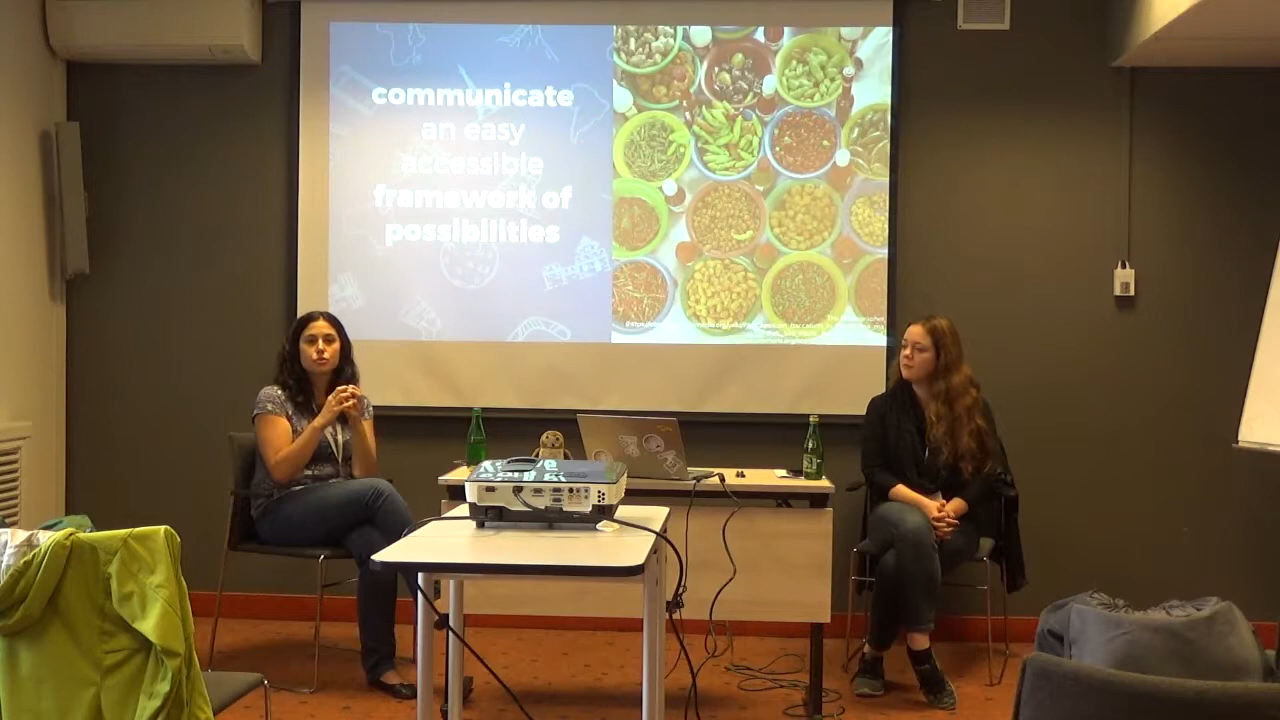 communicate
an easy
accessible
framework of
possibilities